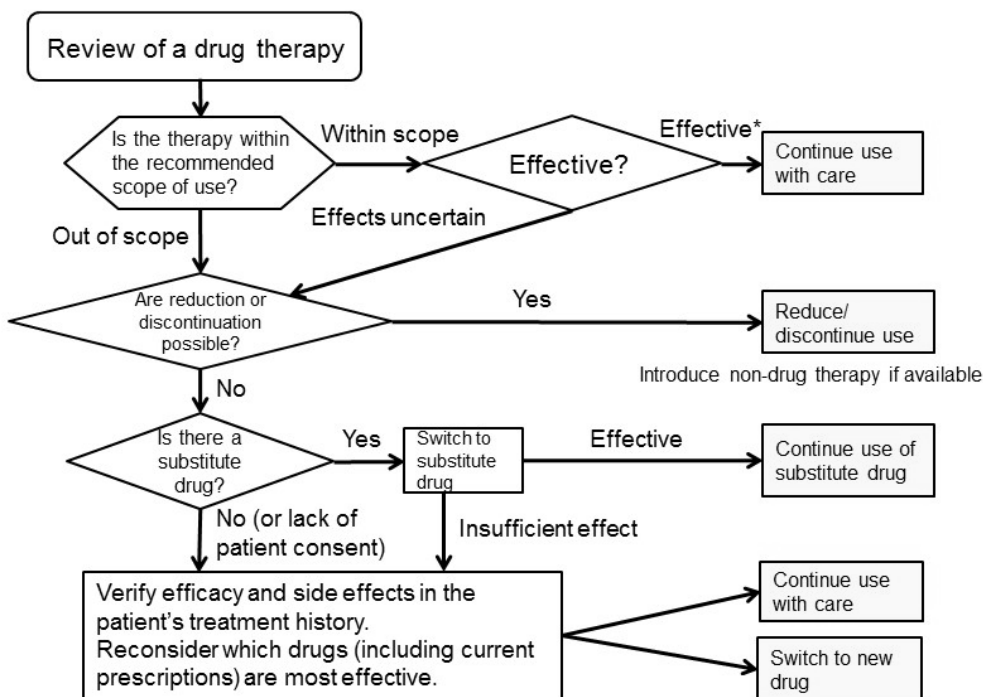 Review of a drug therapy
Is the therapy within
the recommended
scope of use?
Within scope
Effective?
Effective*
Continue use
with care
Effects uncertain
Out of scope
Are reduction or
discontinuation
possible?
Yes
Reduce/
discontinue use
Introduce non-drug therapy if available
No
Is there a
substitute
drug?
Yes
Switch to
substitute
drug
Effective
Continue use of
substitute drug
No (or lack of
patient consent)
Insufficient effect
Verify efficacy and side effects in the
patient's treatment history.
Reconsider which drugs (including current
prescriptions) are most effective.
Continue use
with care
Switch to new
drug